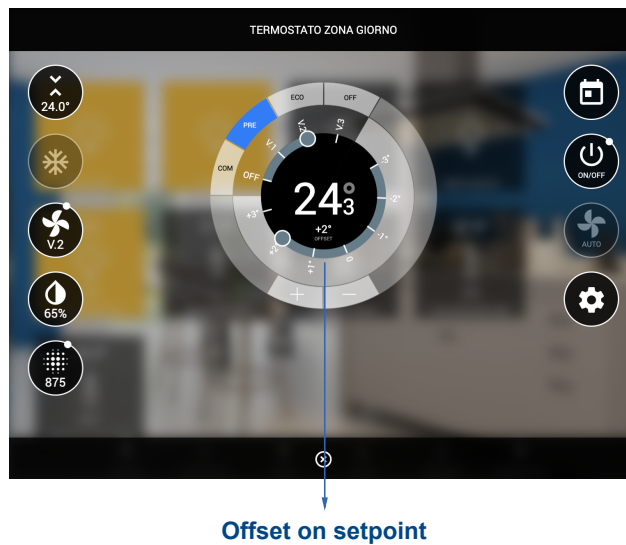 TERMOSTATO ZONA GIORNO
24.0°
V.2
65%
875
COM
PRE
ECO
OFF
OFF
V.1
V.2
V.3
-3°
-2°
-1°
0
+1°
+2°
+3°
24°3
+2°
OFFSET
+
−
ON/OFF
AUTO
Offset on setpoint